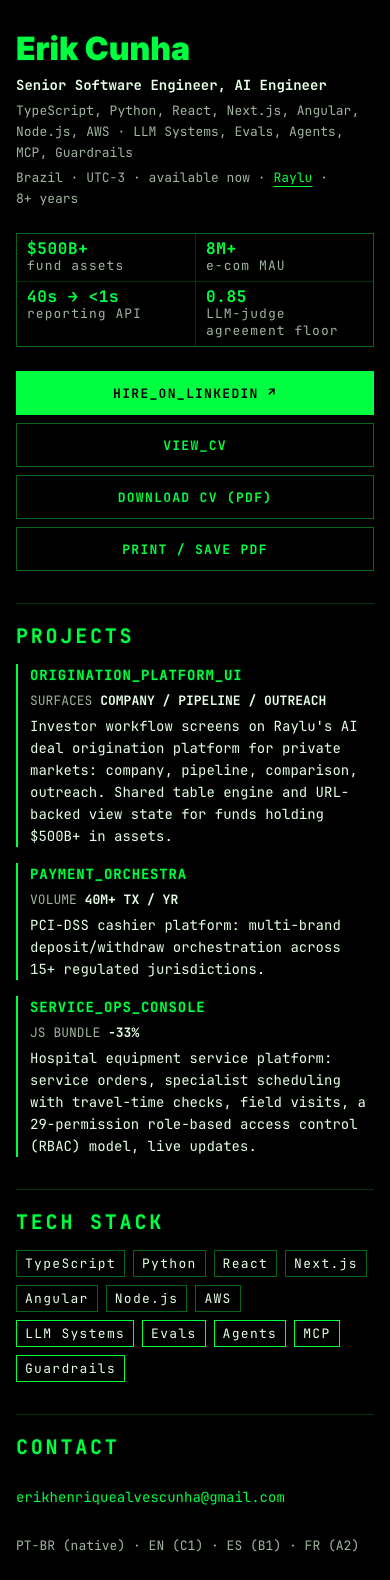 Erik Cunha
Senior Software Engineer, AI Engineer
TypeScript, Python, React, Next.js, Angular,
Node.js, AWS · LLM Systems, Evals, Agents,
MCP, Guardrails
Brazil · UTC-3 · available now · Raylu ·
8+ years
$500B+
fund assets
8M+
e-com MAU
40s → <1s
reporting API
0.85
LLM-judge
agreement floor
HIRE_ON_LINKEDIN ↗
VIEW_CV
DOWNLOAD CV (PDF)
PRINT / SAVE PDF
PROJECTS
ORIGINATION_PLATFORM_UI
SURFACES COMPANY / PIPELINE / OUTREACH
Investor workflow screens on Raylu's AI
deal origination platform for private
markets: company, pipeline, comparison,
outreach. Shared table engine and URL-
backed view state for funds holding
$500B+ in assets.
PAYMENT_ORCHESTRA
VOLUME 40M+ TX / YR
PCI-DSS cashier platform: multi-brand
deposit/withdraw orchestration across
15+ regulated jurisdictions.
SERVICE_OPS_CONSOLE
JS BUNDLE -33%
Hospital equipment service platform:
service orders, specialist scheduling
with travel-time checks, field visits, a
29-permission role-based access control
(RBAC) model, live updates.
TECH STACK
TypeScript Python React Next.js
Angular Node.js AWS
LLM Systems Evals Agents MCP
Guardrails
CONTACT
erikhenriquealvescunha@gmail.com
PT-BR (native) · EN (C1) · ES (B1) · FR (A2)